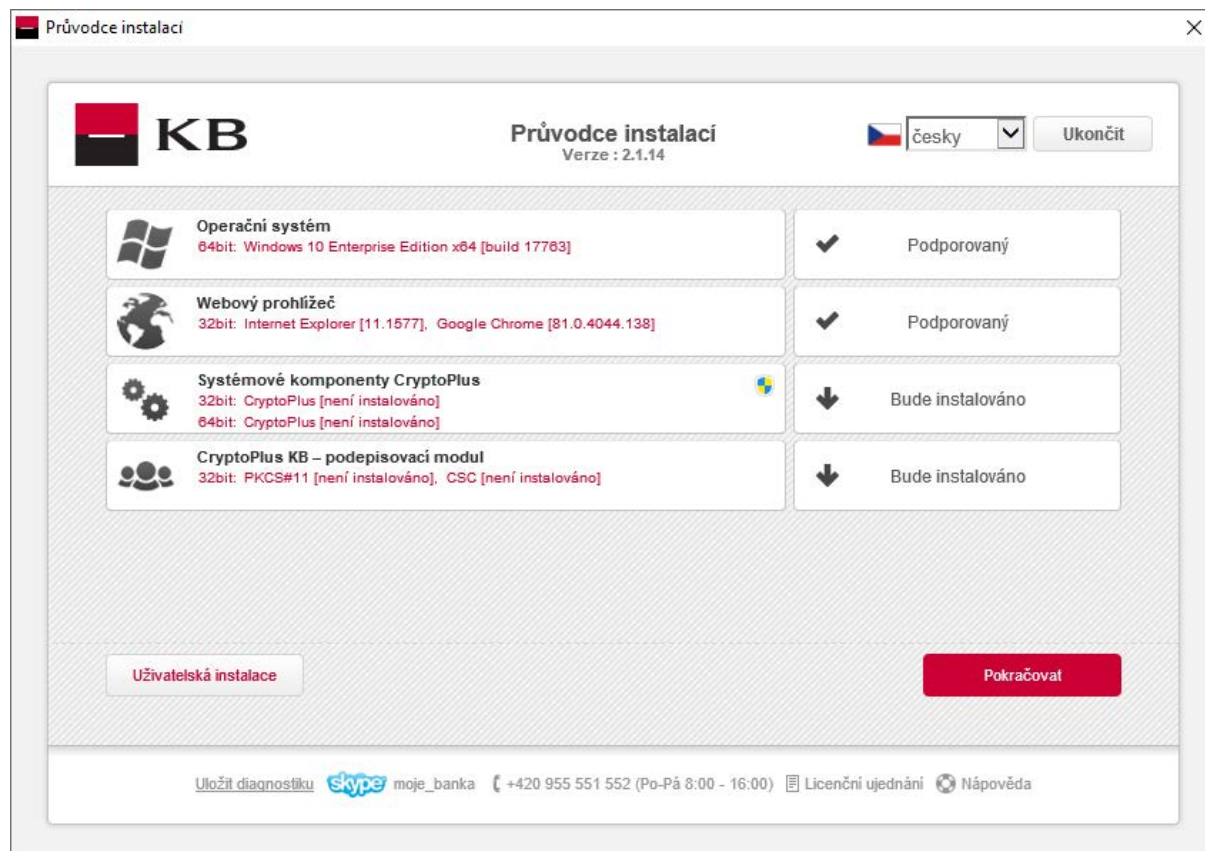 Průvodce instalací
KB
Průvodce instalací
Verze : 2.1.14
česky
Ukončit
Operační systém
64bit: Windows 10 Enterprise Edition x64 [build 17763]
Podporovaný
Webový prohlížeč
32bit: Internet Explorer [11.1577], Google Chrome [81.0.4044.138]
Podporovaný
Systémové komponenty CryptoPlus
32bit: CryptoPlus [není instalováno]
64bit: CryptoPlus [není instalováno]
Bude instalováno
CryptoPlus KB – podepisovací modul
32bit: PKCS#11 [není instalováno], CSC [není instalováno]
Bude instalováno
Uživatelská instalace
Pokračovat
Uložit diagnostiku skype moje_banka +420 955 551 552 (Po-Pá 8:00 - 16:00) Licenční ujednání Nápověda